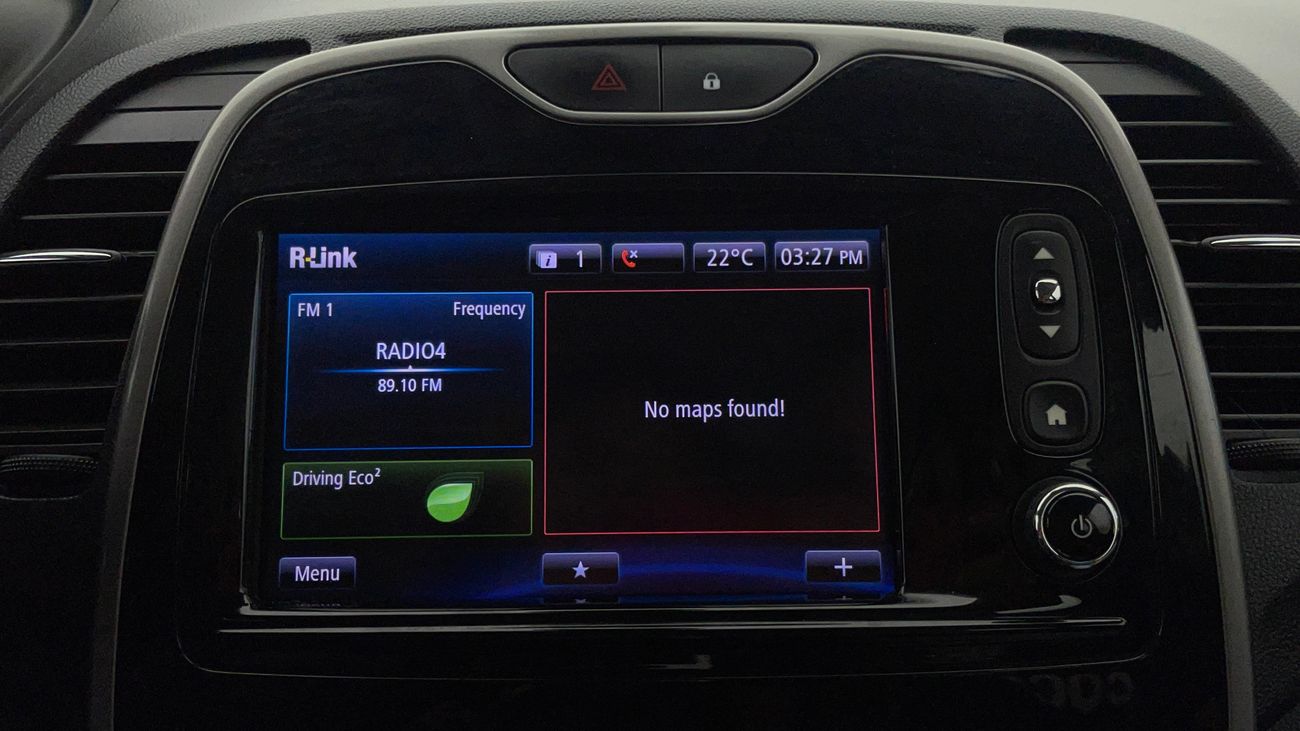 R-Link
1
22°C
03:27 PM
FM 1
Frequency
RADIO4
89.10 FM
No maps found!
Driving Eco²
Menu